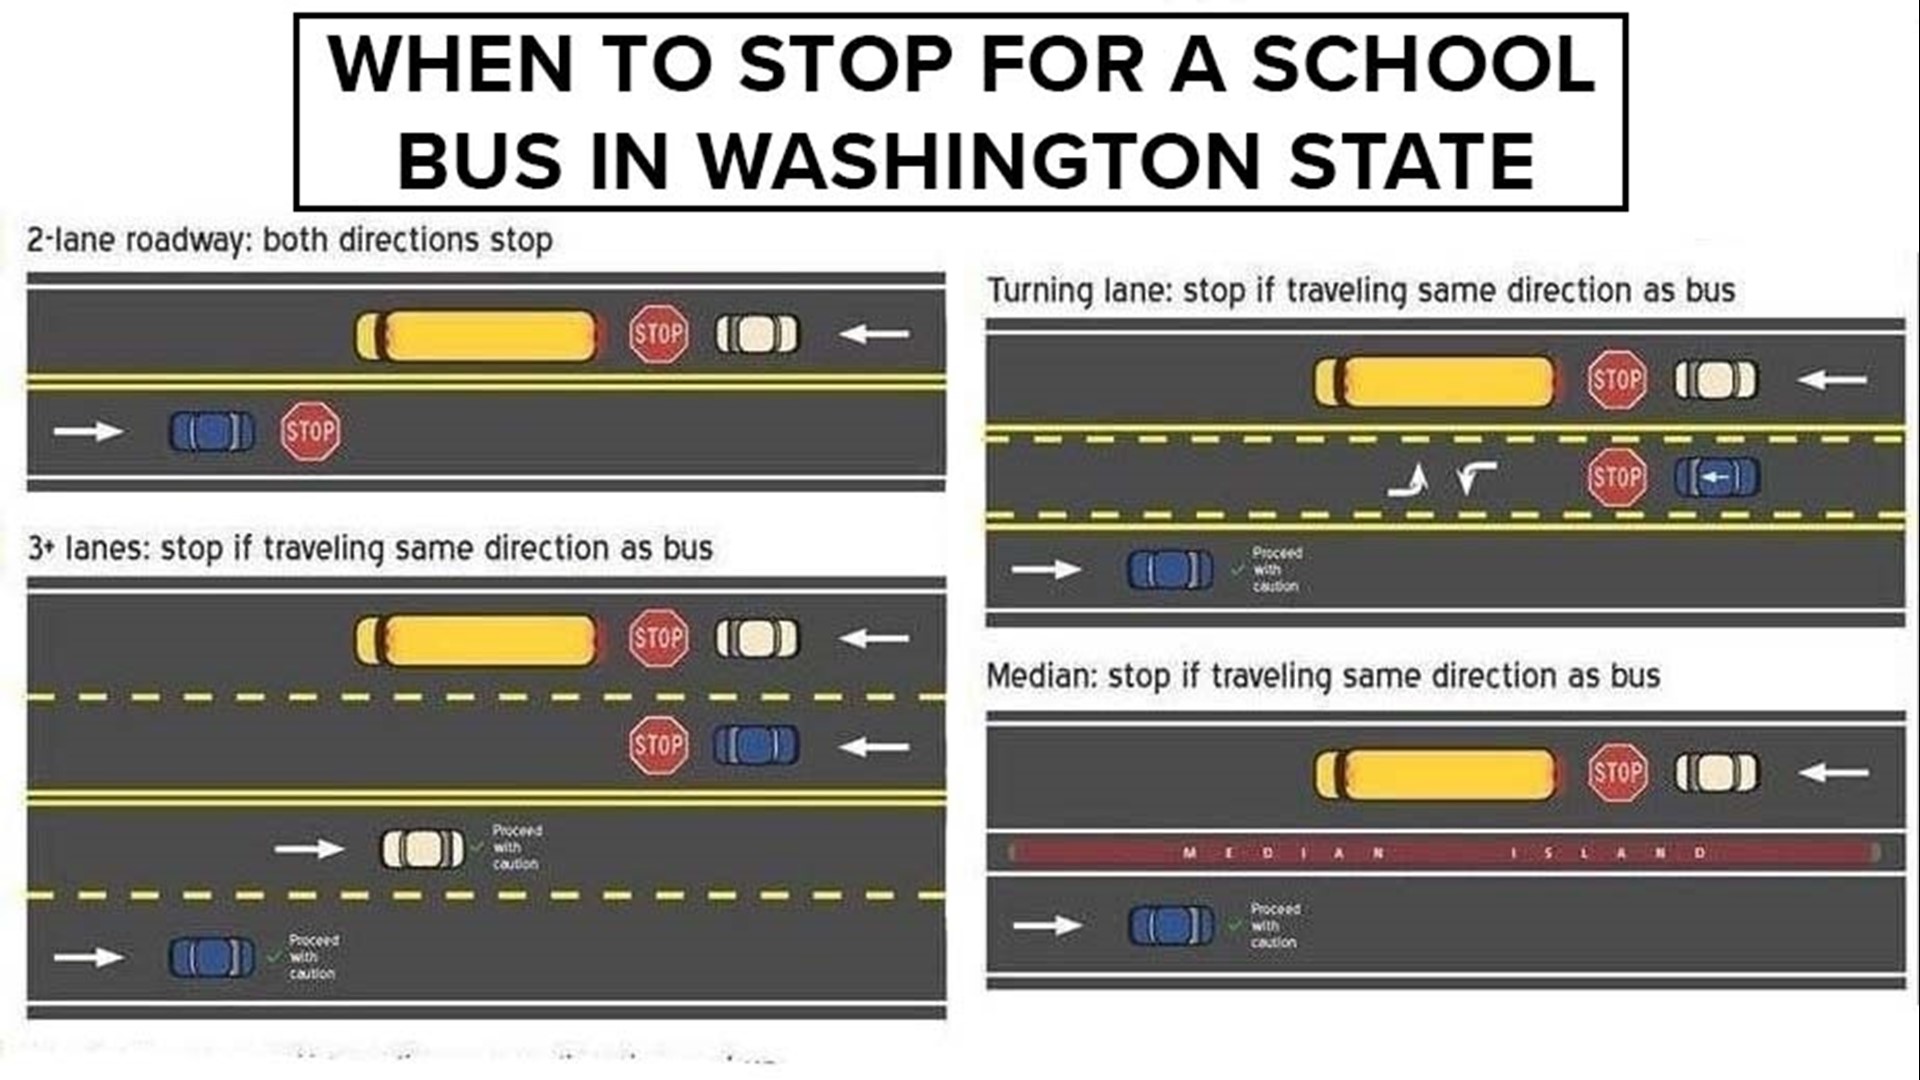 WHEN TO STOP FOR A SCHOOL
BUS IN WASHINGTON STATE
2-lane roadway: both directions stop
STOP
STOP
3+ lanes: stop if traveling same direction as bus
STOP
STOP
Proceed
with
caution
Proceed
with
caution
Turning lane: stop if traveling same direction as bus
STOP
STOP
Proceed
with
caution
Median: stop if traveling same direction as bus
STOP
MEDIAN ISLAND
Proceed
with
caution